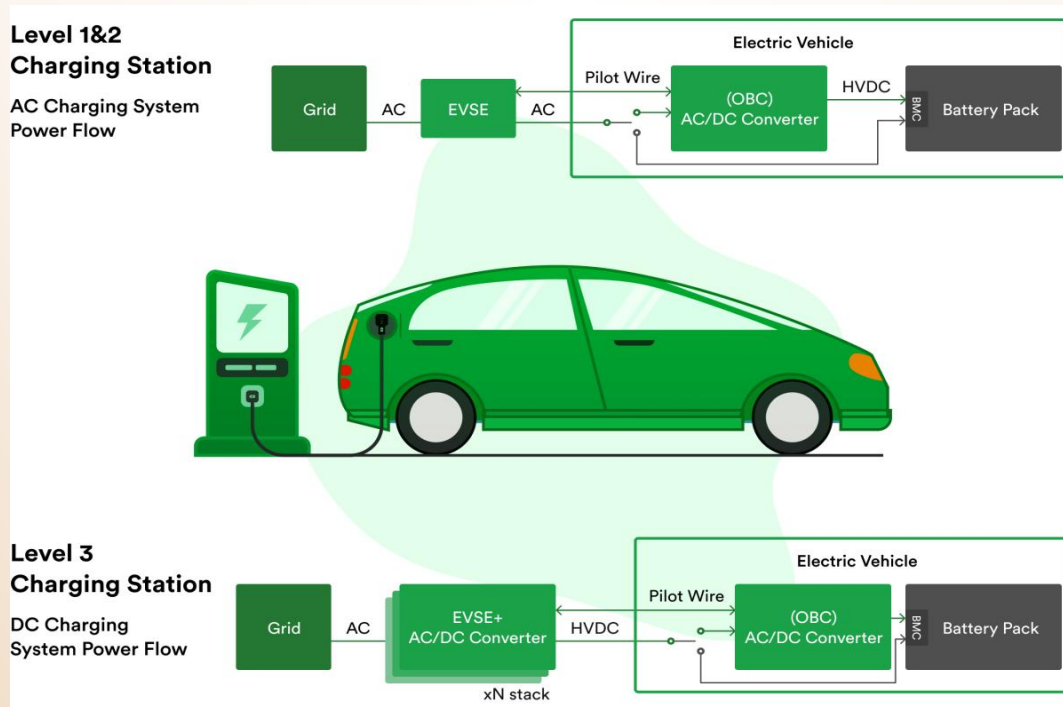 Level 1&2
Charging Station
AC Charging System
Power Flow
Electric Vehicle
Grid
AC
EVSE
AC
Pilot Wire
(OBC)
AC/DC Converter
HVDC
BMC
Battery Pack
Level 3
Charging Station
DC Charging
System Power Flow
Electric Vehicle
Grid
AC
EVSE+
AC/DC Converter
xN stack
HVDC
Pilot Wire
(OBC)
AC/DC Converter
BMC
Battery Pack